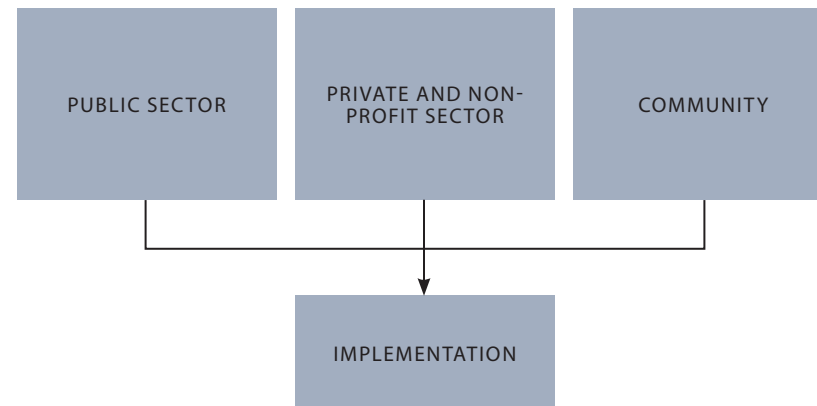 PUBLIC SECTOR
PRIVATE AND NON-
PROFIT SECTOR
COMMUNITY
IMPLEMENTATION